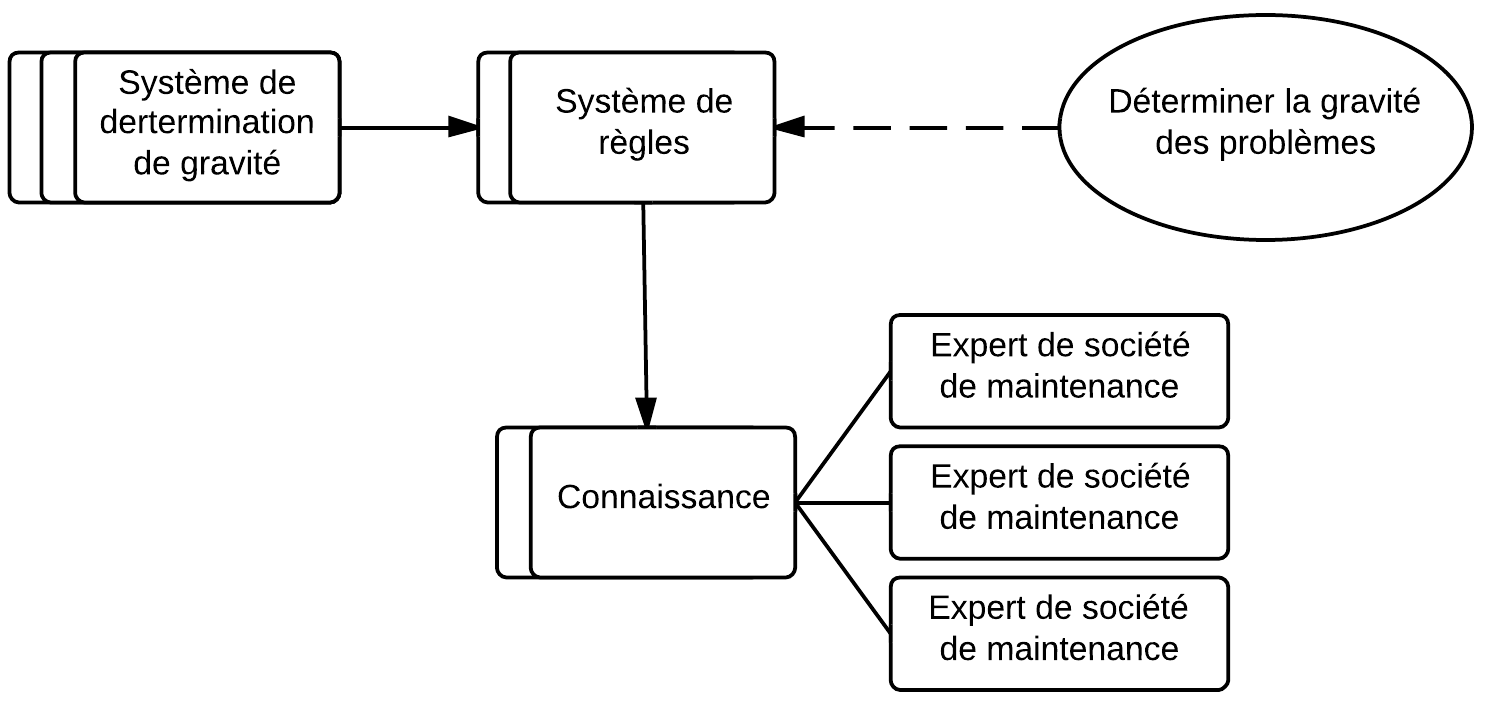 Système de
dertermination
de gravité
Système de
règles
Déterminer la gravité
des problèmes
Expert de société
de maintenance
Connaissance
Expert de société
de maintenance
Expert de société
de maintenance